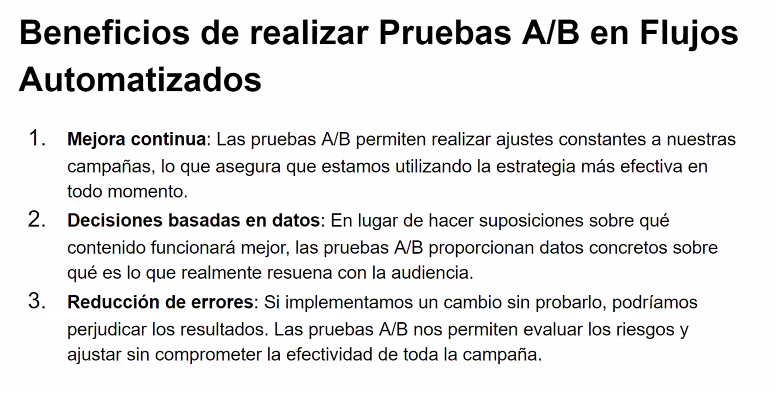 Beneficios de realizar Pruebas A/B en Flujos
Automatizados
1. Mejora continua: Las pruebas A/B permiten realizar ajustes constantes a nuestras
campañas, lo que asegura que estamos utilizando la estrategia más efectiva en
todo momento.
2. Decisiones basadas en datos: En lugar de hacer suposiciones sobre qué
contenido funcionará mejor, las pruebas A/B proporcionan datos concretos sobre
qué es lo que realmente resuena con la audiencia.
3. Reducción de errores: Si implementamos un cambio sin probarlo, podríamos
perjudicar los resultados. Las pruebas A/B nos permiten evaluar los riesgos y
ajustar sin comprometer la efectividad de toda la campaña.